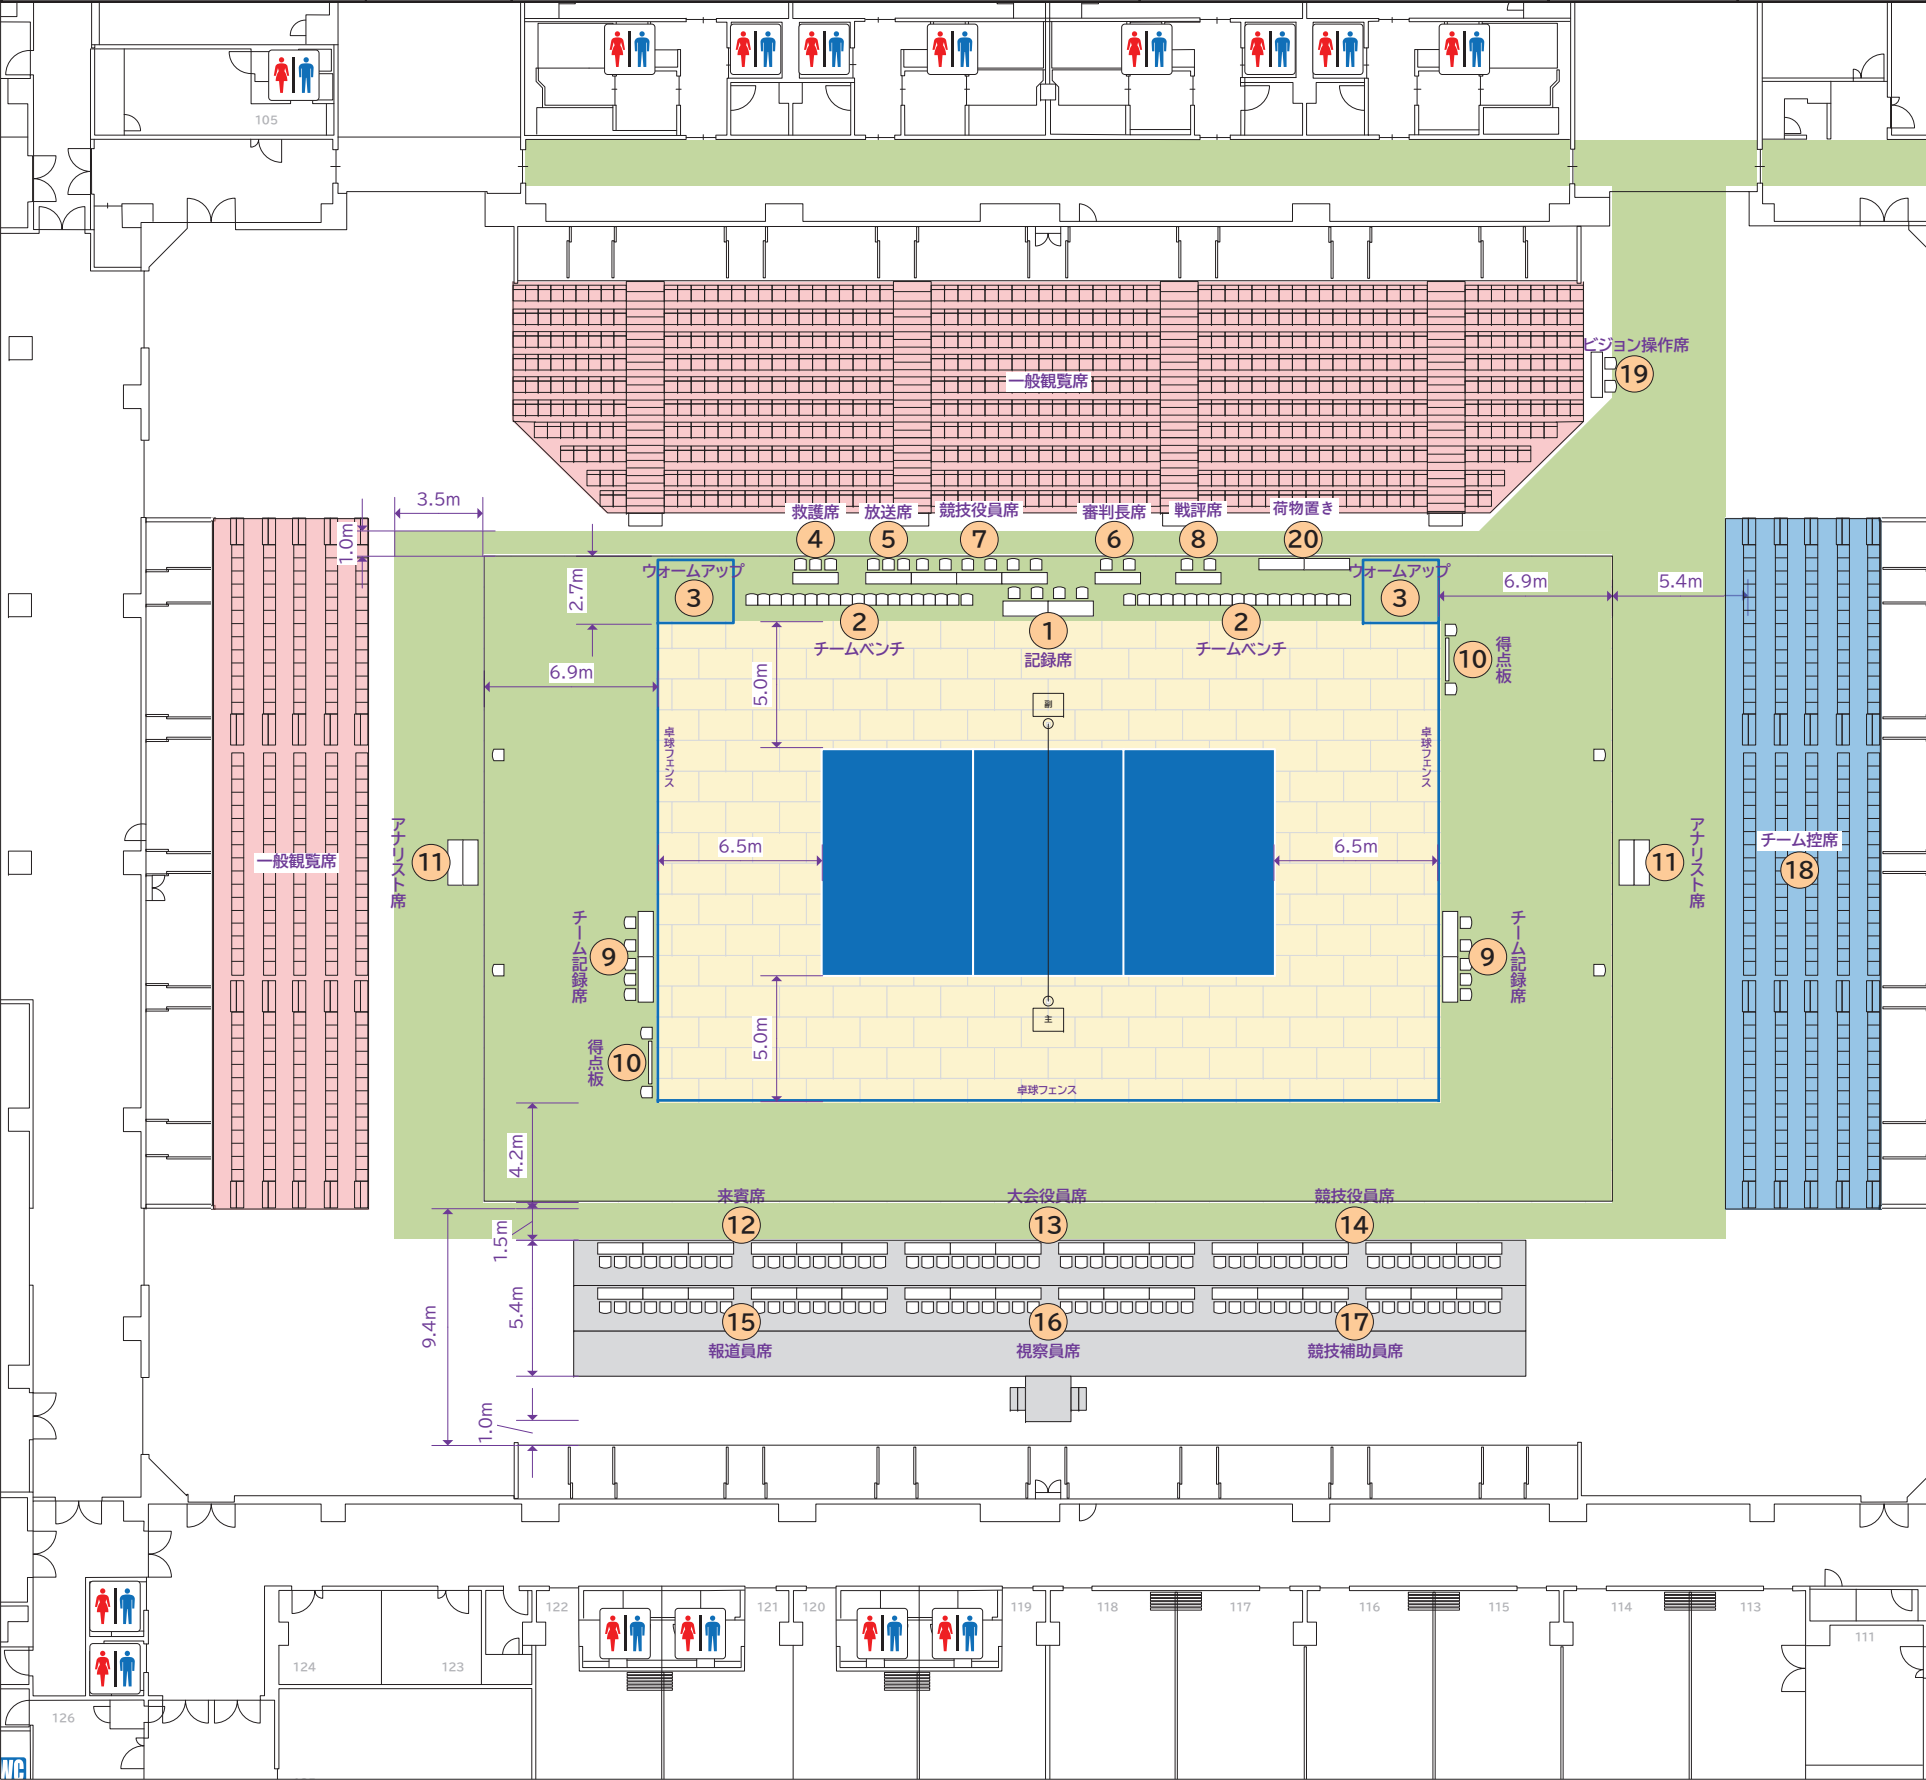 105
ビジョン操作席
19
一般観覧席
3.5m
1.0m
救護席
放送席
競技役員席
審判長席
戦評席
荷物置き
4
5
7
6
8
20
ウォームアップ
3
ウォームアップ
3
2.7m
6.9m
5.4m
2
チームベンチ
1
記録席
2
チームベンチ
10
得点板
6.9m
5.0m
副
卓球フェンス
卓球フェンス
アナリスト席
11
一般観覧席
6.5m
6.5m
11
アナリスト席
チーム控席
18
チーム記録席
9
9
チーム記録席
主
得点板
10
5.0m
卓球フェンス
4.2m
来賓席
大会役員席
競技役員席
12
13
14
1.5m
5.4m
9.4m
15
16
17
報道員席
視察員席
競技補助員席
1.0m
122
121
120
119
118
117
116
115
114
113
111
124
123
126
WC